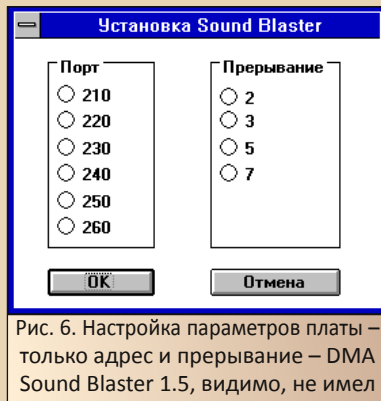 Установка Sound Blaster
Порт
210
220
230
240
250
260
Прерывание
2
3
5
7
OK
Отмена
Рис. 6. Настройка параметров платы –
только адрес и прерывание – DMA
Sound Blaster 1.5, видимо, не имел